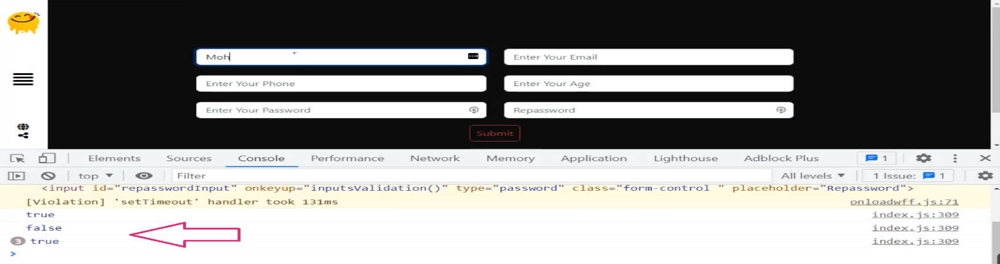 Moh
Enter Your Email
Enter Your Phone
Enter Your Age
Enter Your Password
Repassword
Submit
Elements Sources Console Performance Network Memory Application Lighthouse Adblock Plus 1
top Filter All levels 1 Issue: 1
<input id="repasswordInput" onkeyup="inputsValidation()" type="password" class="form-control " placeholder="Repassword">
[Violation] 'setTimeout' handler took 131ms onloadwff.js:71
true index.js:309
false index.js:309
3 true index.js:309
>